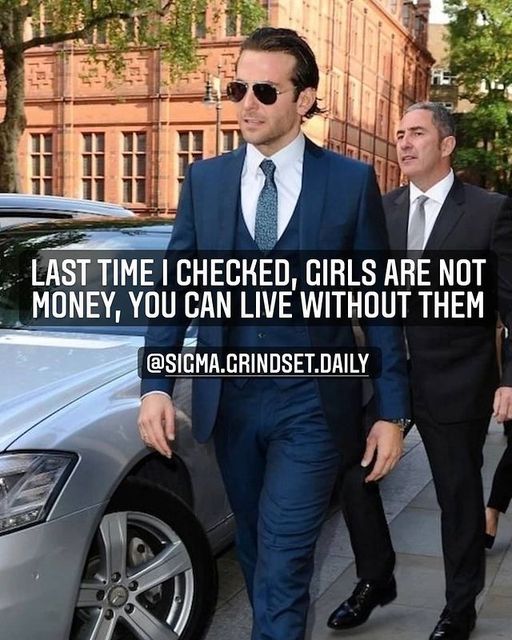 LAST TIME I CHECKED, GIRLS ARE NOT
MONEY, YOU CAN LIVE WITHOUT THEM
@SIGMA.GRINDSET.DAILY